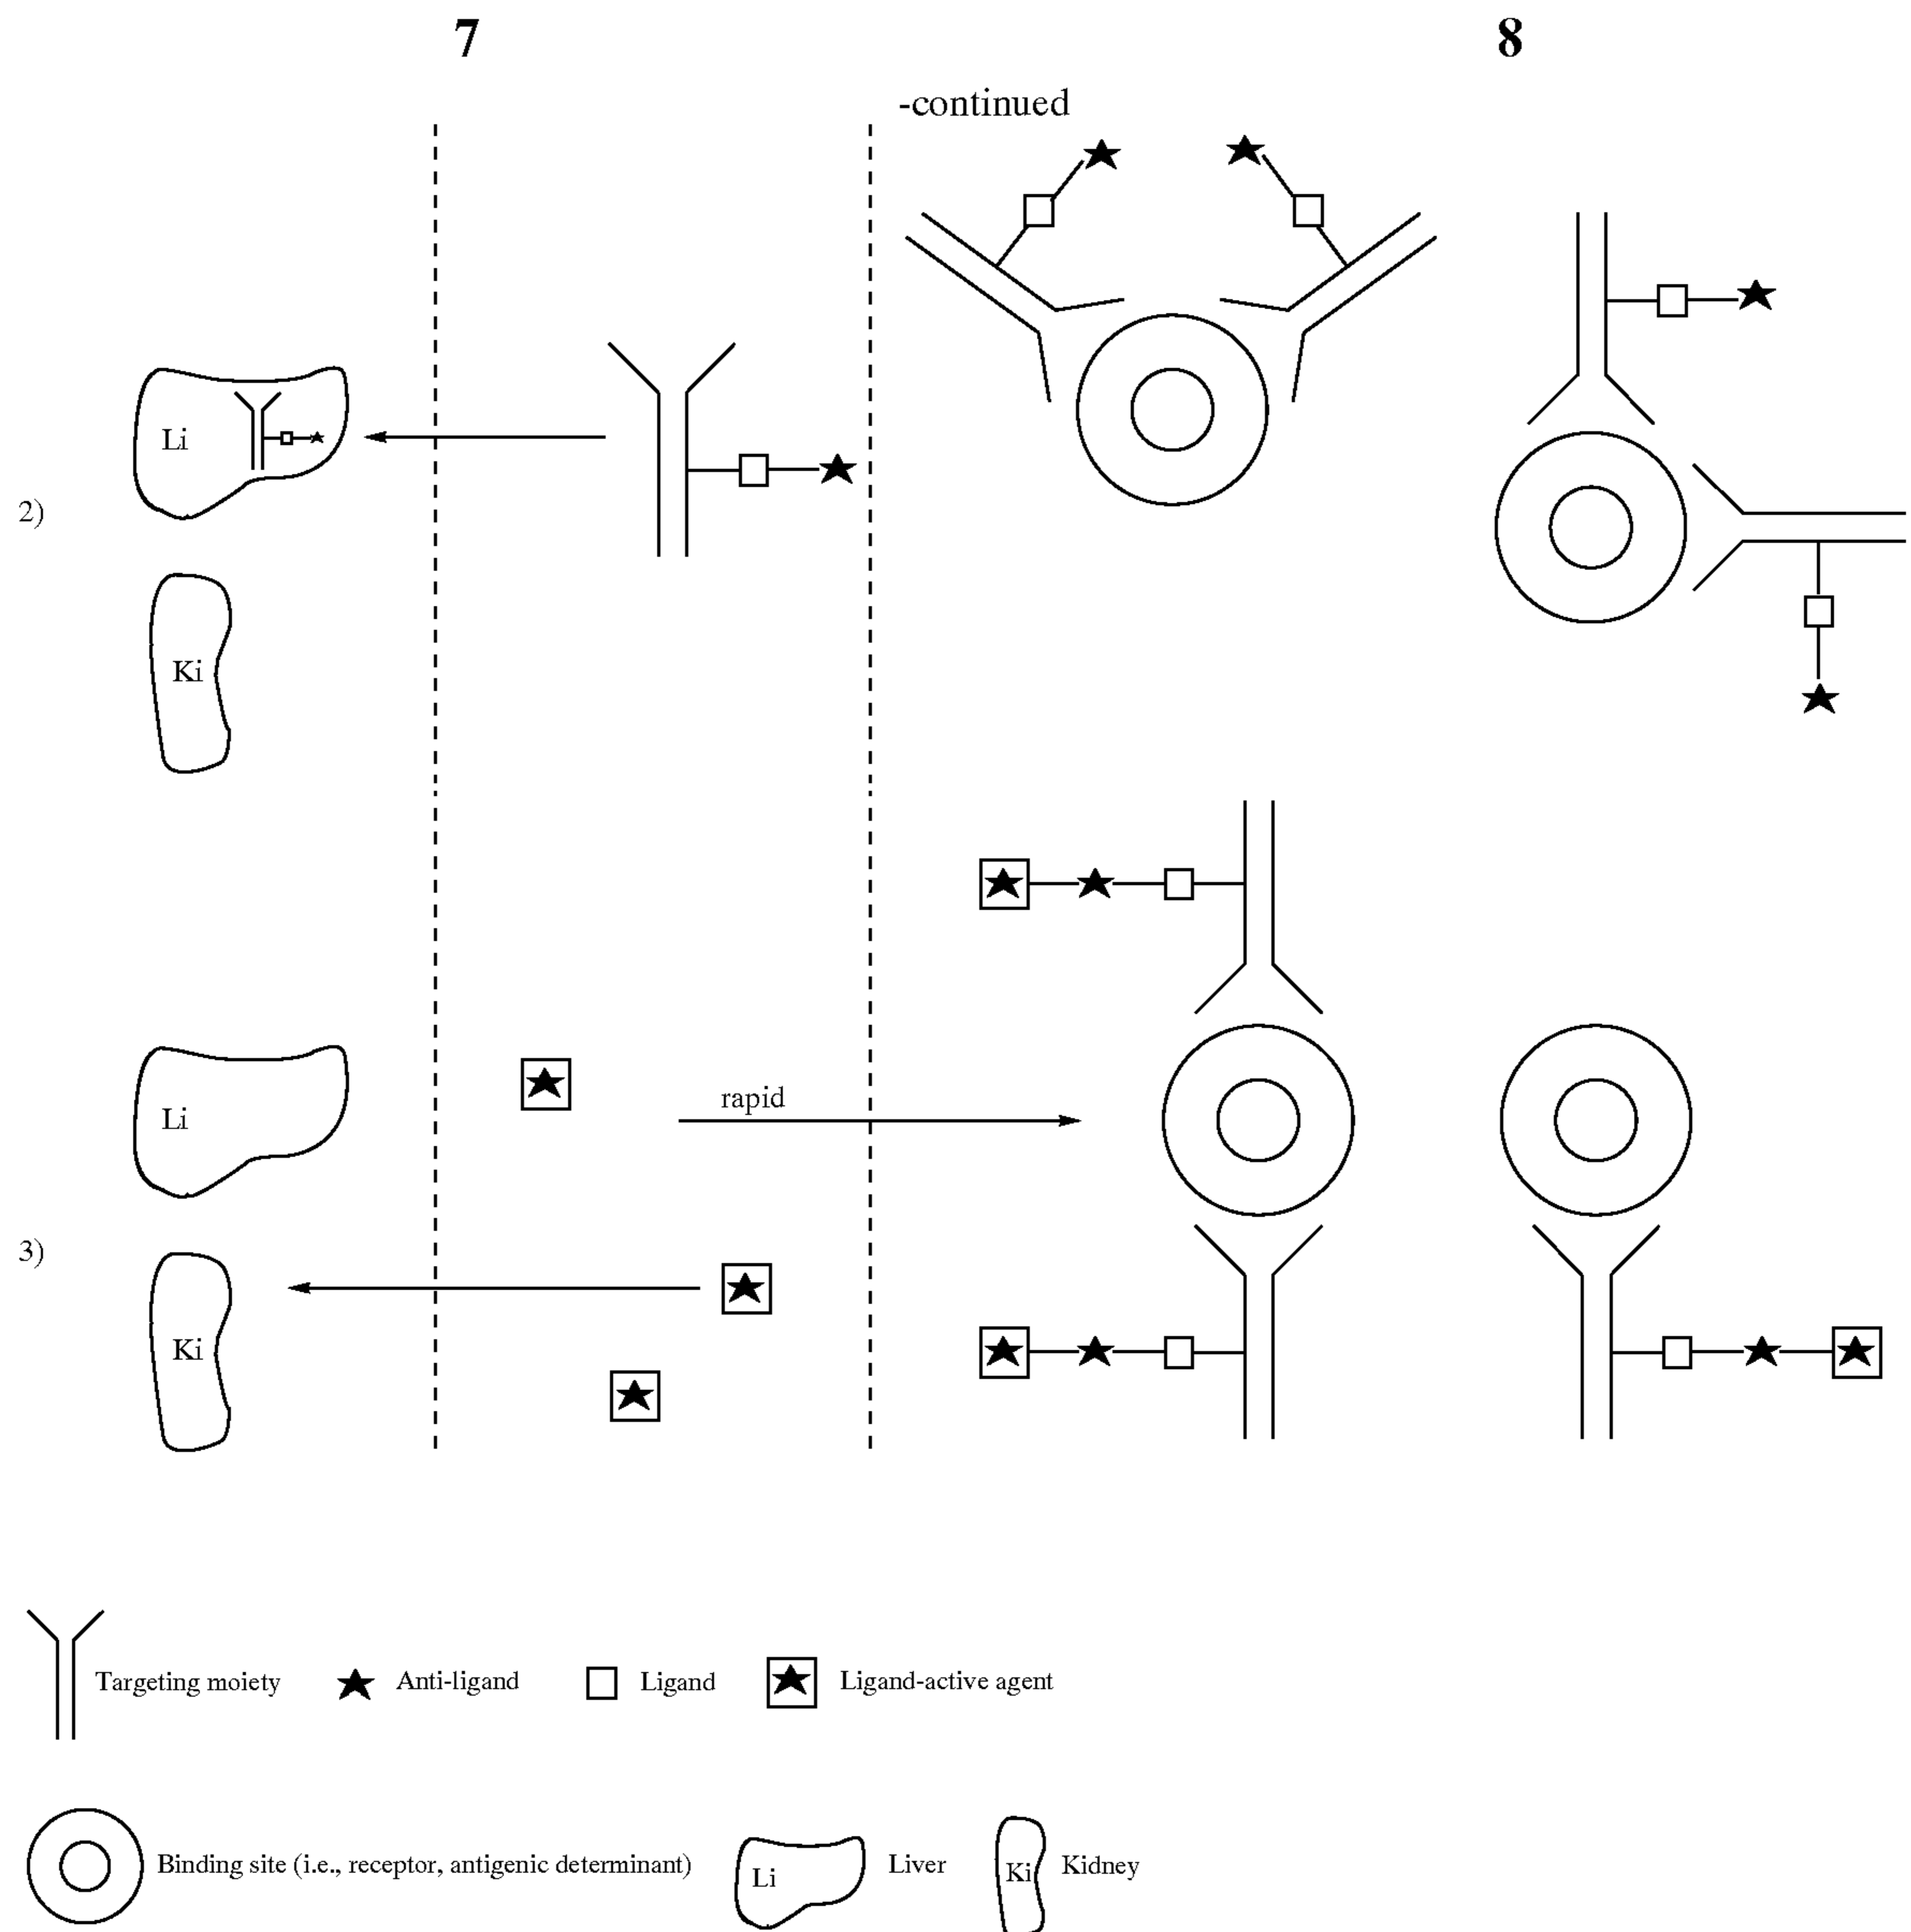 7
8
-continued
Li
2)
Ki
Li
rapid
3)
Ki
Targeting moiety
Anti-ligand
Ligand
Ligand-active agent
Binding site (i.e., receptor, antigenic determinant)
Li
Liver
Ki
Kidney